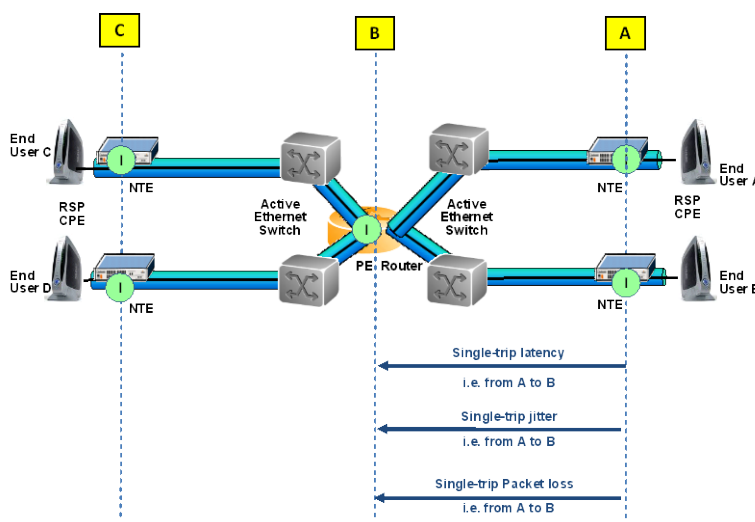 C
B
A
End
User C
I
NTE
RSP
CPE
Active
Ethernet
Switch
I
PE Router
Active
Ethernet
Switch
I
NTE
End
User A
RSP
CPE
End
User D
I
NTE
I
NTE
End
User
Single-trip latency
i.e. from A to B
Single-trip jitter
i.e. from A to B
Single-trip Packet loss
i.e. from A to B